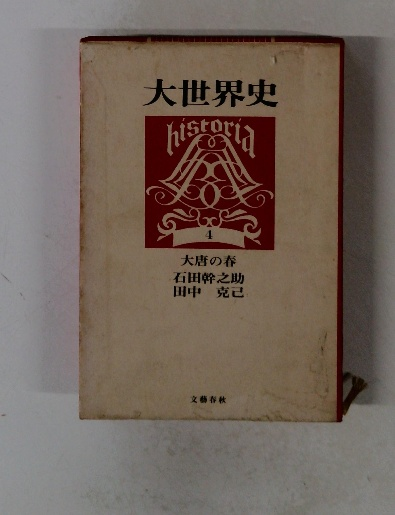 大世界史
historia
4
大唐の春
石田幹之助
田中 克己
文藝春秋